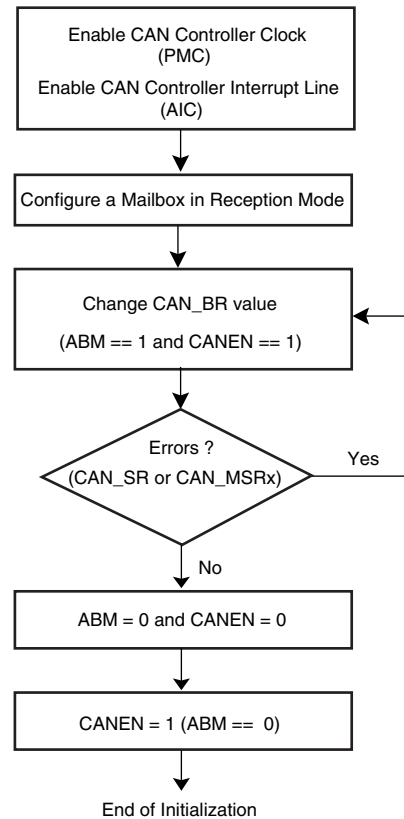 Enable CAN Controller Clock
(PMC)
Enable CAN Controller Interrupt Line
(AIC)
Configure a Mailbox in Reception Mode
Change CAN_BR value
(ABM == 1 and CANEN == 1)
Errors ?
(CAN_SR or CAN_MSRx)
Yes
No
ABM = 0 and CANEN = 0
CANEN = 1 (ABM == 0)
End of Initialization